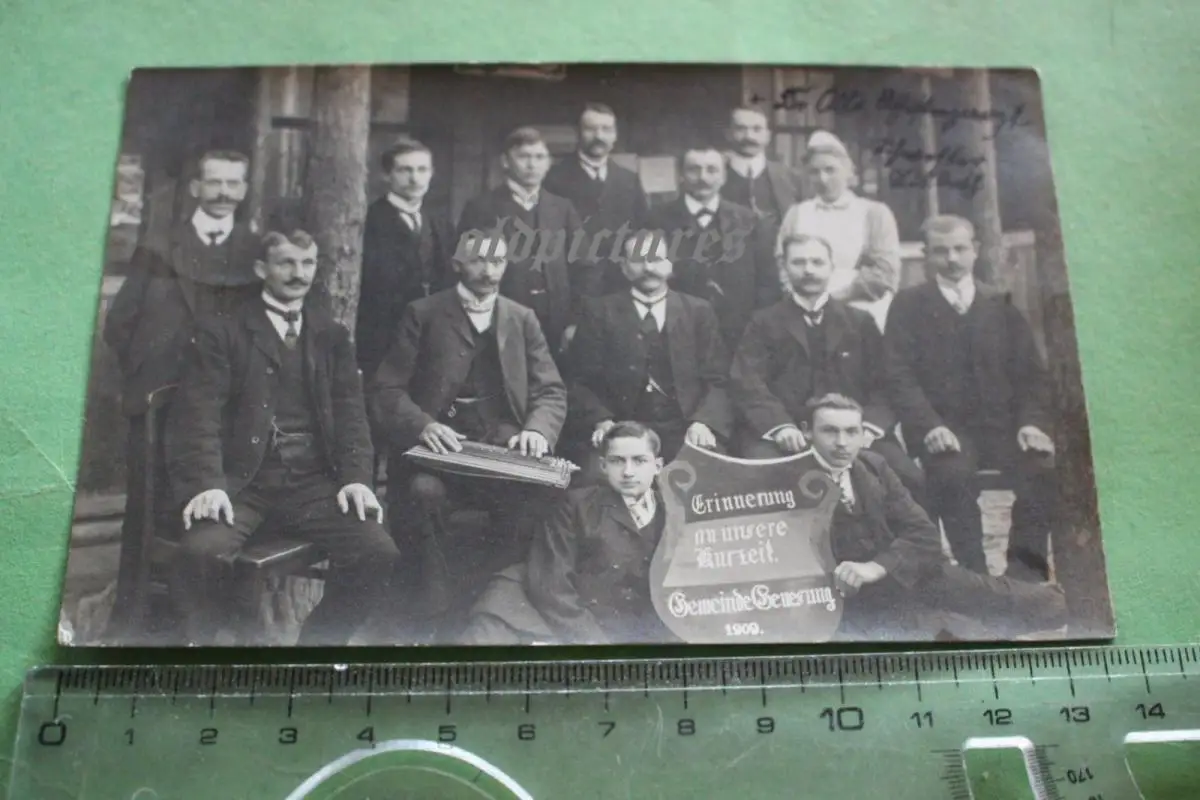 oldpictures
Erinnerung
an unsere
Kurzeit.
Gemeinde Genesung
1909.
0 1 2 3 4 5 6 7 8 9 10 11 12 13 14
170